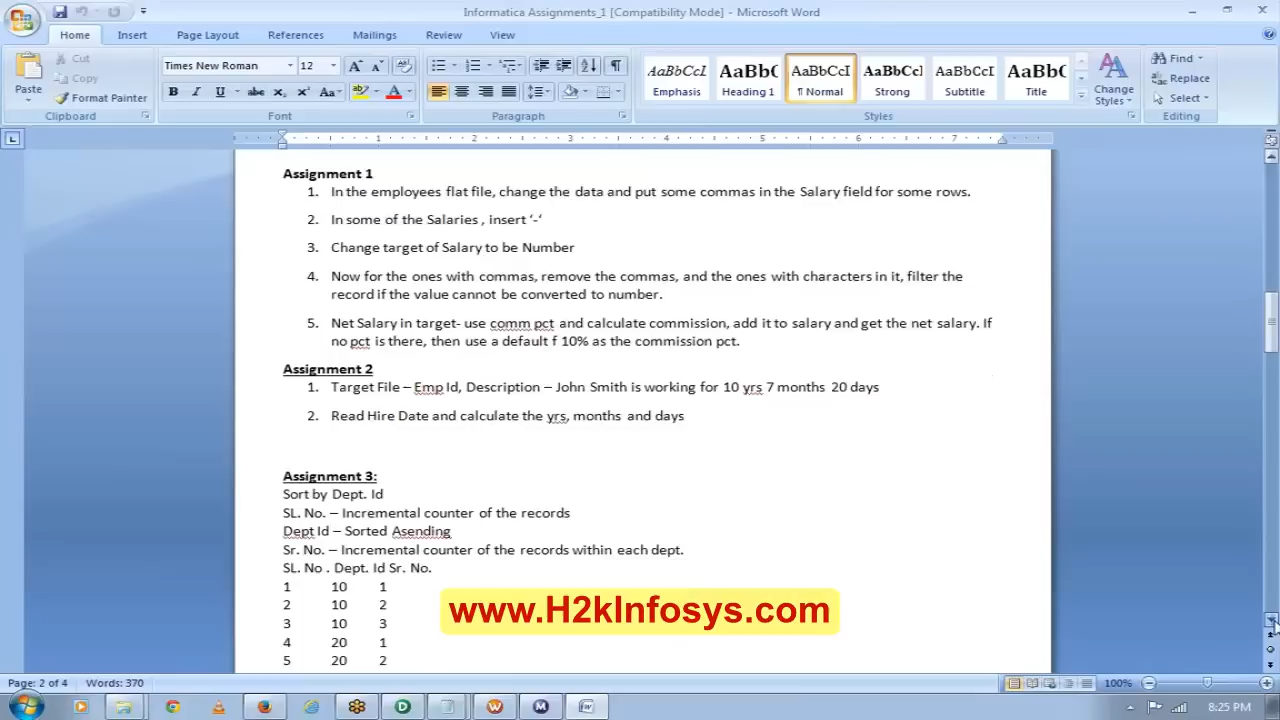 Informatica Assignments_1 [Compatibility Mode] - Microsoft Word
Home Insert Page Layout References Mailings Review View
Paste
Cut
Copy
Format Painter
Clipboard
Times New Roman 12
B I U abc X₂ X² Aa
Font
Paragraph
AaBbCcI AaBbC AaBbCcI AaBbCcl AaBbCcI AaBbC
Emphasis Heading 1 ¶ Normal Strong Subtitle Title
Change Styles
Styles
Find
Replace
Select
Editing
1 2 3 4 5 6 7
Assignment 1
1. In the employees flat file, change the data and put some commas in the Salary field for some rows.
2. In some of the Salaries , insert ‘-‘
3. Change target of Salary to be Number
4. Now for the ones with commas, remove the commas, and the ones with characters in it, filter the
record if the value cannot be converted to number.
5. Net Salary in target- use comm pct and calculate commission, add it to salary and get the net salary. If
no pct is there, then use a default f 10% as the commission pct.
Assignment 2
1. Target File – Emp Id, Description – John Smith is working for 10 yrs 7 months 20 days
2. Read Hire Date and calculate the yrs, months and days
Assignment 3:
Sort by Dept. Id
SL. No. – Incremental counter of the records
Dept Id – Sorted Asending
Sr. No. – Incremental counter of the records within each dept.
SL. No . Dept. Id Sr. No.
1 10 1
2 10 2
3 10 3
4 20 1
5 20 2
www.H2kInfosys.com
Page: 2 of 4 Words: 370 100%
8:25 PM